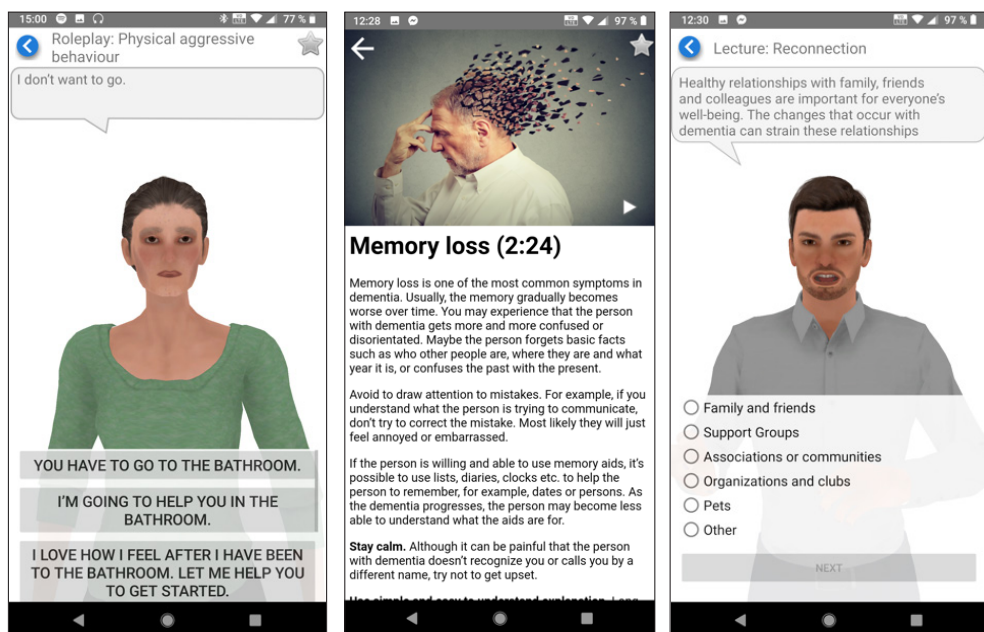 15:00
77 %
Roleplay: Physical aggressive
behaviour
I don't want to go.
YOU HAVE TO GO TO THE BATHROOM.
I'M GOING TO HELP YOU IN THE
BATHROOM.
I LOVE HOW I FEEL AFTER I HAVE BEEN
TO THE BATHROOM. LET ME HELP YOU
TO GET STARTED.
12:28
97 %
Memory loss (2:24)
Memory loss is one of the most common symptoms in
dementia. Usually, the memory gradually becomes
worse over time. You may experience that the person
with dementia gets more and more confused or
disorientated. Maybe the person forgets basic facts
such as who other people are, where they are and what
year it is, or confuses the past with the present.
Avoid to draw attention to mistakes. For example, if you
understand what the person is trying to communicate,
don't try to correct the mistake. Most likely they will just
feel annoyed or embarrassed.
If the person is willing and able to use memory aids, it's
possible to use lists, diaries, clocks etc. to help the
person to remember, for example, dates or persons. As
the dementia progresses, the person may become less
able to understand what the aids are for.
Stay calm. Although it can be painful that the person
with dementia doesn't recognize you or calls you by a
different name, try not to get upset.
Use simple and easy to understand explanation. Long
12:30
97 %
Lecture: Reconnection
Healthy relationships with family, friends
and colleagues are important for everyone's
well-being. The changes that occur with
dementia can strain these relationships
Family and friends
Support Groups
Associations or communities
Organizations and clubs
Pets
Other
NEXT